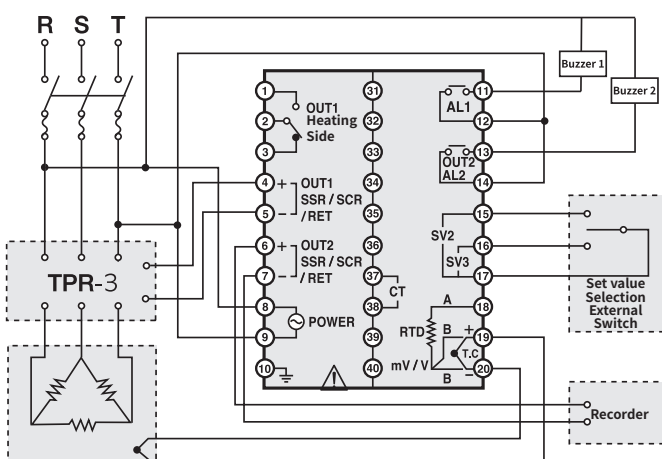 R S T
Buzzer 1
Buzzer 2
1 31 11
OUT1
Heating
Side
AL1
2 32 12
3 33 13
OUT2
AL2
4 + 34 14
OUT1
SSR / SCR
/RET
5 − 35 15
SV2
6 + 36 16
OUT2
SSR / SCR
/RET
SV3
7 − 37 17
CT
Set value
Selection
External
Switch
TPR-3
8 38 A 18
POWER
RTD
B +
9 39 19
T.C
mV / V
10 40 B − 20
!
Recorder